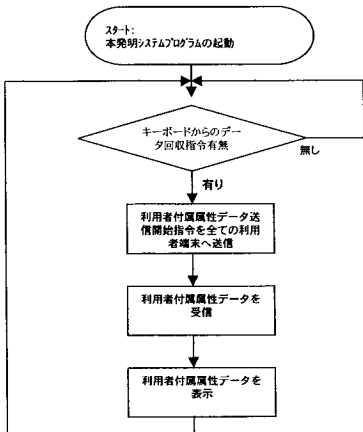 スタート:
本発明システムプログラムの起動
キーボードからのデー
タ回収指令有無
無し
有り
利用者付属属性データ送
信開始指令を全ての利用
者端末へ送信
利用者付属属性データを
受信
利用者付属属性データを
表示